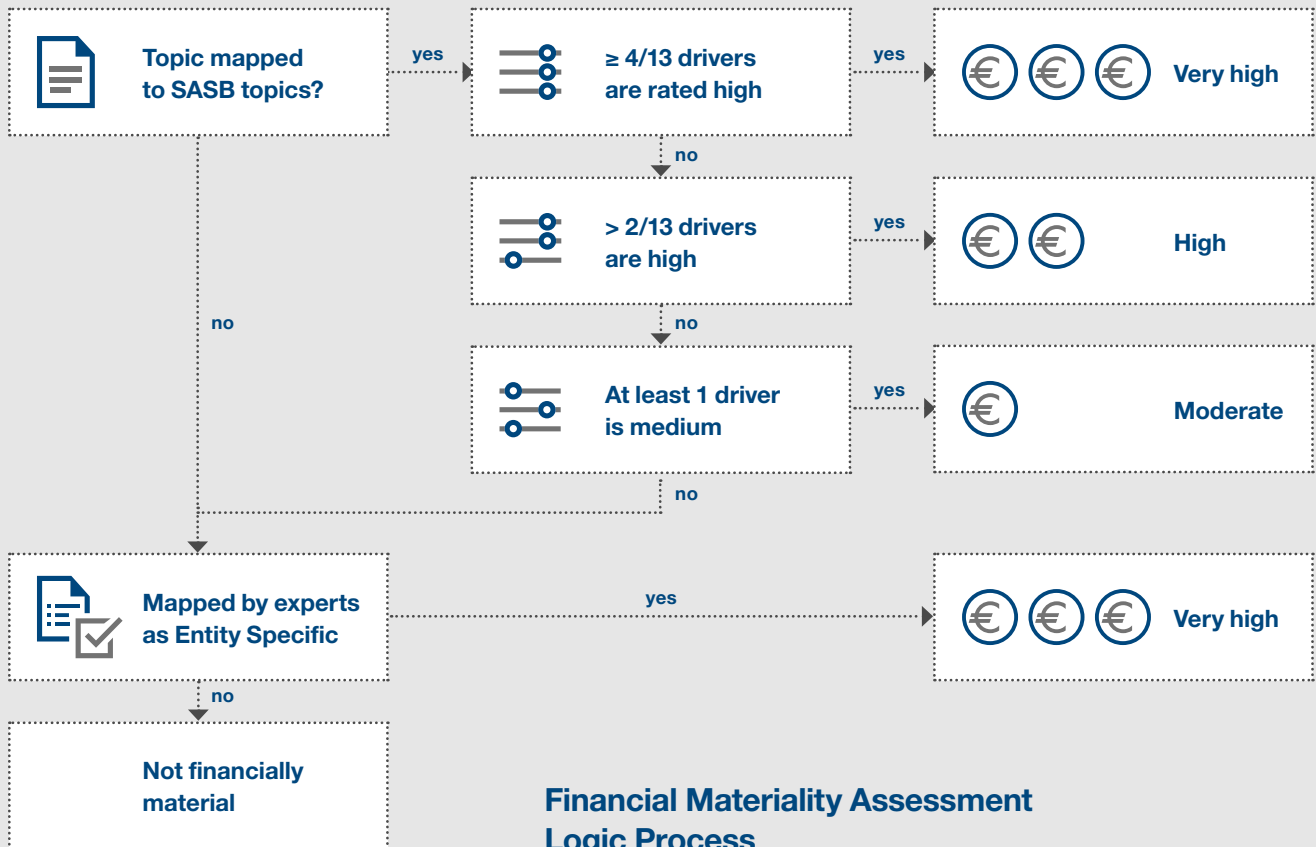 Topic mapped
to SASB topics?
yes
≥ 4/13 drivers
are rated high
yes
€ € € Very high
no
> 2/13 drivers
are high
yes
€ € High
no
no
At least 1 driver
is medium
yes
€ Moderate
no
Mapped by experts
as Entity Specific
yes
€ € € Very high
no
Not financially
material
Financial Materiality Assessment
Logic Process